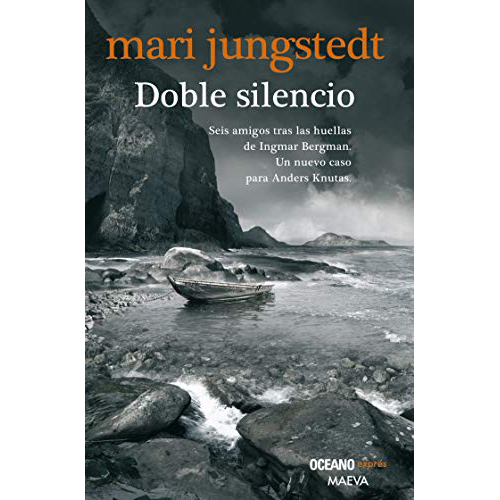 mari jungstedt
Doble silencio
Seis amigos tras las huellas
de Ingmar Bergman.
Un nuevo caso
para Anders Knutas.
OCEANO exprés
MAEVA